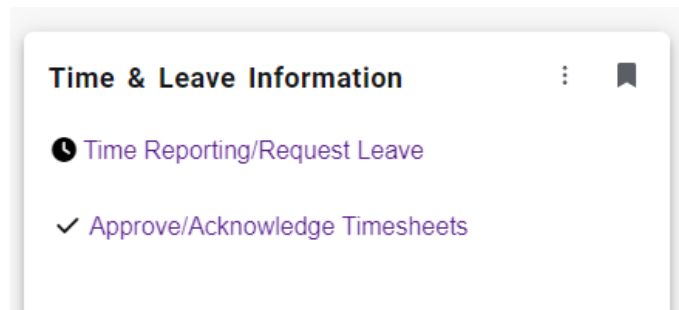 Time & Leave Information
Time Reporting/Request Leave
Approve/Acknowledge Timesheets